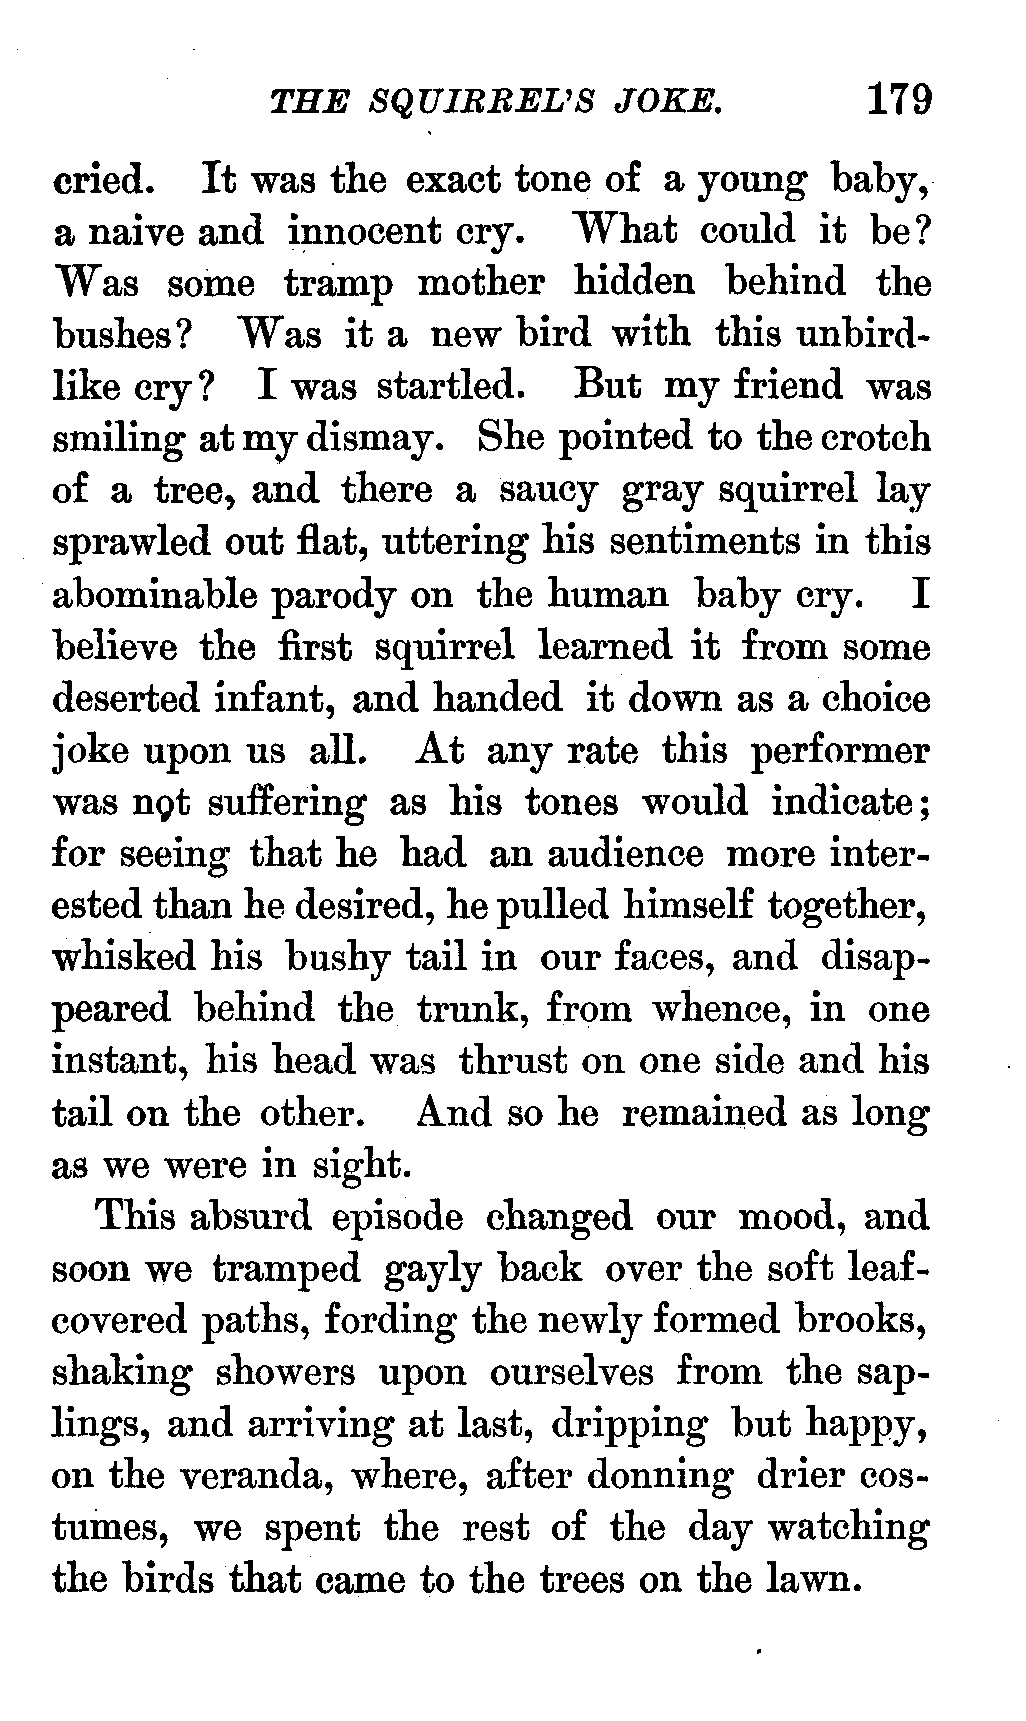 THE SQUIRREL'S JOKE. 179
cried. It was the exact tone of a young baby,
a naive and innocent cry. What could it be?
Was some tramp mother hidden behind the
bushes? Was it a new bird with this unbird-
like cry? I was startled. But my friend was
smiling at my dismay. She pointed to the crotch
of a tree, and there a saucy gray squirrel lay
sprawled out flat, uttering his sentiments in this
abominable parody on the human baby cry. I
believe the first squirrel learned it from some
deserted infant, and handed it down as a choice
joke upon us all. At any rate this performer
was not suffering as his tones would indicate;
for seeing that he had an audience more inter-
ested than he desired, he pulled himself together,
whisked his bushy tail in our faces, and disap-
peared behind the trunk, from whence, in one
instant, his head was thrust on one side and his
tail on the other. And so he remained as long
as we were in sight.
This absurd episode changed our mood, and
soon we tramped gayly back over the soft leaf-
covered paths, fording the newly formed brooks,
shaking showers upon ourselves from the sap-
lings, and arriving at last, dripping but happy,
on the veranda, where, after donning drier cos-
tumes, we spent the rest of the day watching
the birds that came to the trees on the lawn.